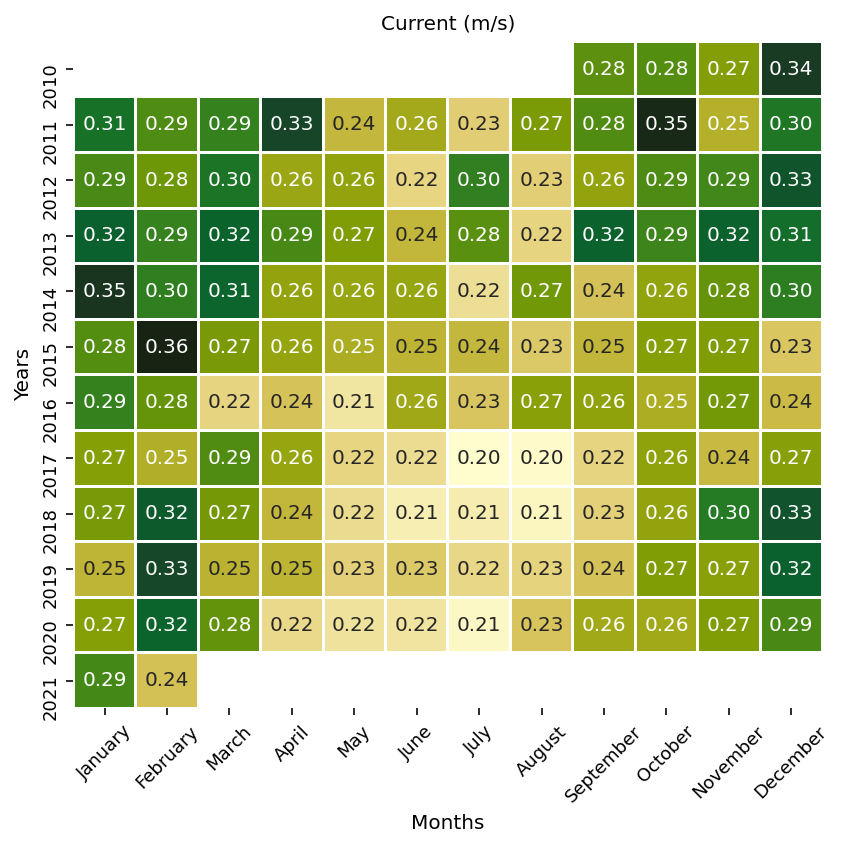 Current (m/s)
2010 0.28 0.28 0.27 0.34
2011 0.31 0.29 0.29 0.33 0.24 0.26 0.23 0.27 0.28 0.35 0.25 0.30
2012 0.29 0.28 0.30 0.26 0.26 0.22 0.30 0.23 0.26 0.29 0.29 0.33
2013 0.32 0.29 0.32 0.29 0.27 0.24 0.28 0.22 0.32 0.29 0.32 0.31
2014 0.35 0.30 0.31 0.26 0.26 0.26 0.22 0.27 0.24 0.26 0.28 0.30
2015 0.28 0.36 0.27 0.26 0.25 0.25 0.24 0.23 0.25 0.27 0.27 0.23
2016 0.29 0.28 0.22 0.24 0.21 0.26 0.23 0.27 0.26 0.25 0.27 0.24
2017 0.27 0.25 0.29 0.26 0.22 0.22 0.20 0.20 0.22 0.26 0.24 0.27
2018 0.27 0.32 0.27 0.24 0.22 0.21 0.21 0.21 0.23 0.26 0.30 0.33
2019 0.25 0.33 0.25 0.25 0.23 0.23 0.22 0.23 0.24 0.27 0.27 0.32
2020 0.27 0.32 0.28 0.22 0.22 0.22 0.21 0.23 0.26 0.26 0.27 0.29
2021 0.29 0.24
Years
January February March April May June July August September October November December
Months